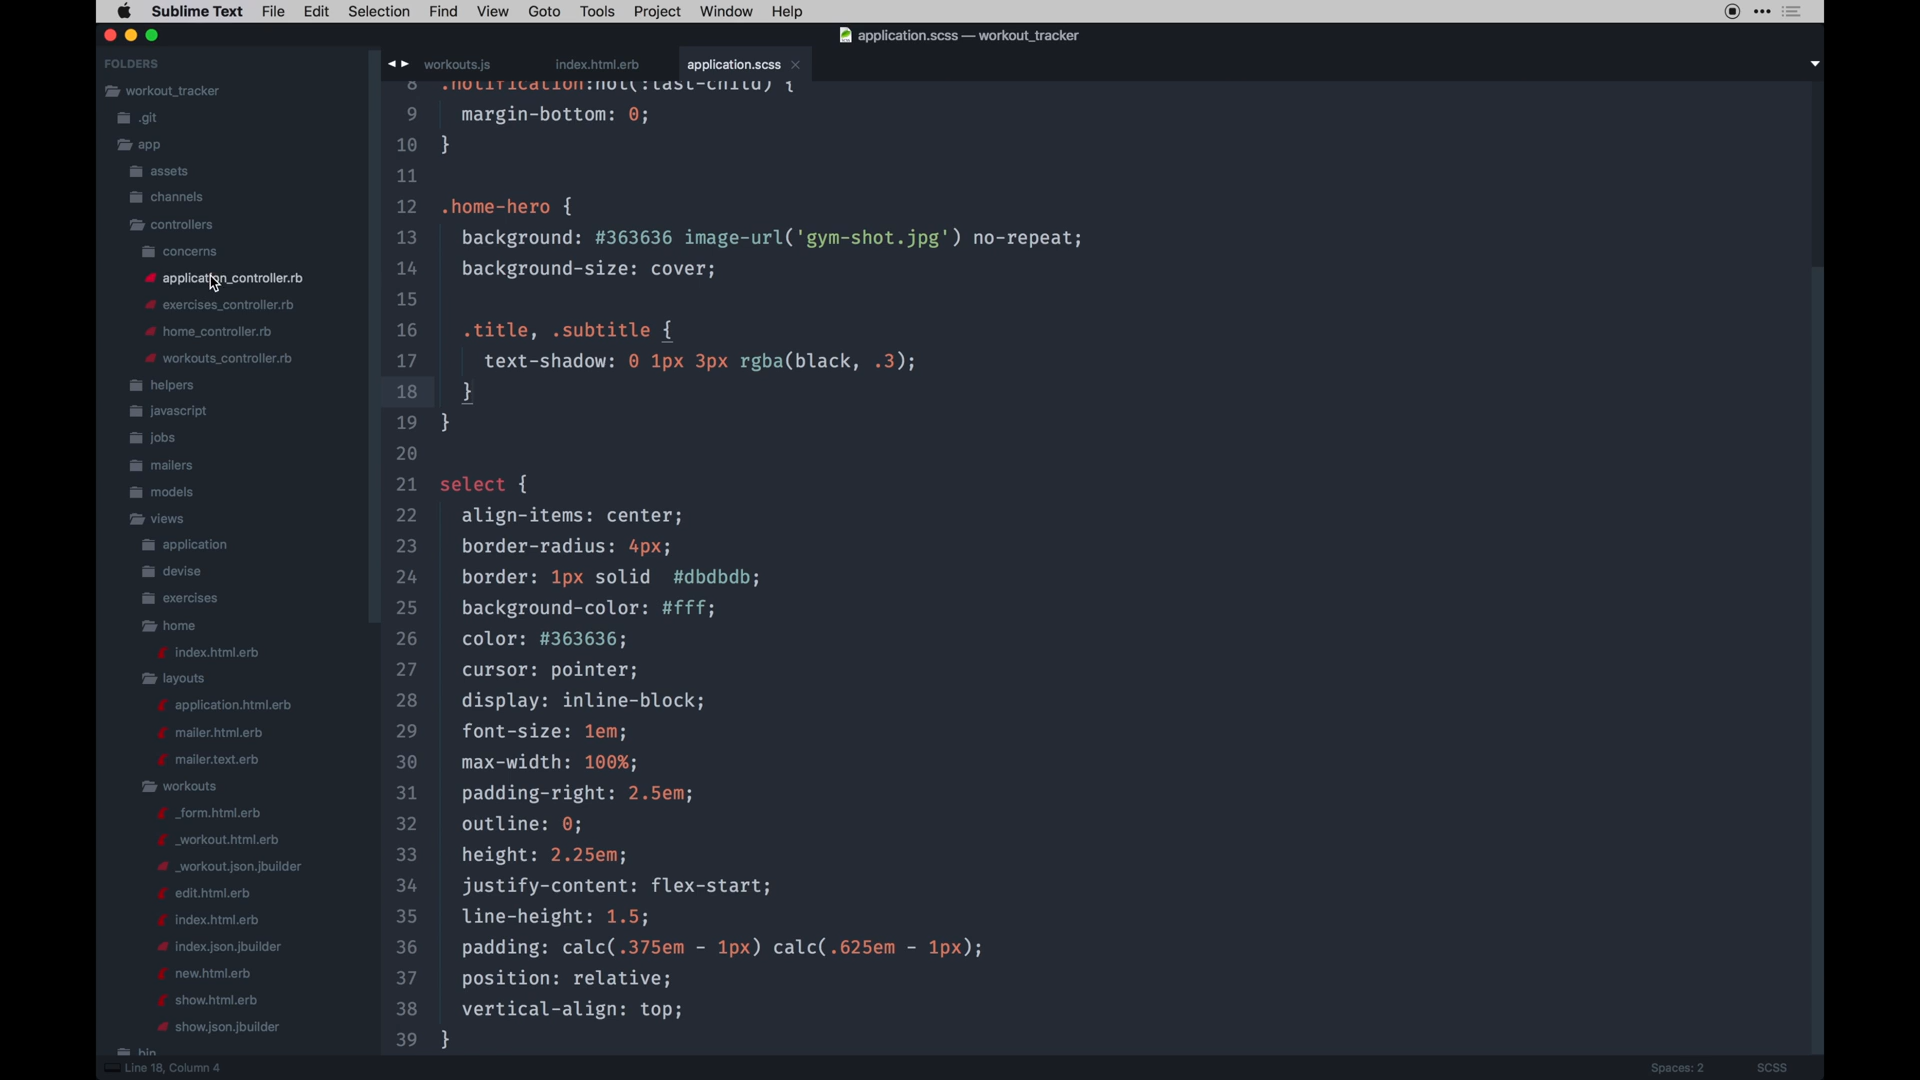 Sublime Text File Edit Selection Find View Goto Tools Project Window Help
application.scss — workout_tracker
FOLDERS
workout_tracker
.git
app
assets
channels
controllers
concerns
application_controller.rb
exercises_controller.rb
home_controller.rb
workouts_controller.rb
helpers
javascript
jobs
mailers
models
views
application
devise
exercises
home
index.html.erb
layouts
application.html.erb
mailer.html.erb
mailer.text.erb
workouts
_form.html.erb
_workout.html.erb
_workout.json.jbuilder
edit.html.erb
index.html.erb
index.json.jbuilder
new.html.erb
show.html.erb
show.json.jbuilder
bin
workouts.js index.html.erb application.scss
8 .notification:not(:last-child) {
9 margin-bottom: 0;
10 }
11
12 .home-hero {
13 background: #363636 image-url('gym-shot.jpg') no-repeat;
14 background-size: cover;
15
16 .title, .subtitle {
17 text-shadow: 0 1px 3px rgba(black, .3);
18 }
19 }
20
21 select {
22 align-items: center;
23 border-radius: 4px;
24 border: 1px solid  #dbdbdb;
25 background-color: #fff;
26 color: #363636;
27 cursor: pointer;
28 display: inline-block;
29 font-size: 1em;
30 max-width: 100%;
31 padding-right: 2.5em;
32 outline: 0;
33 height: 2.25em;
34 justify-content: flex-start;
35 line-height: 1.5;
36 padding: calc(.375em - 1px) calc(.625em - 1px);
37 position: relative;
38 vertical-align: top;
39 }
Line 18, Column 4 Spaces: 2 SCSS